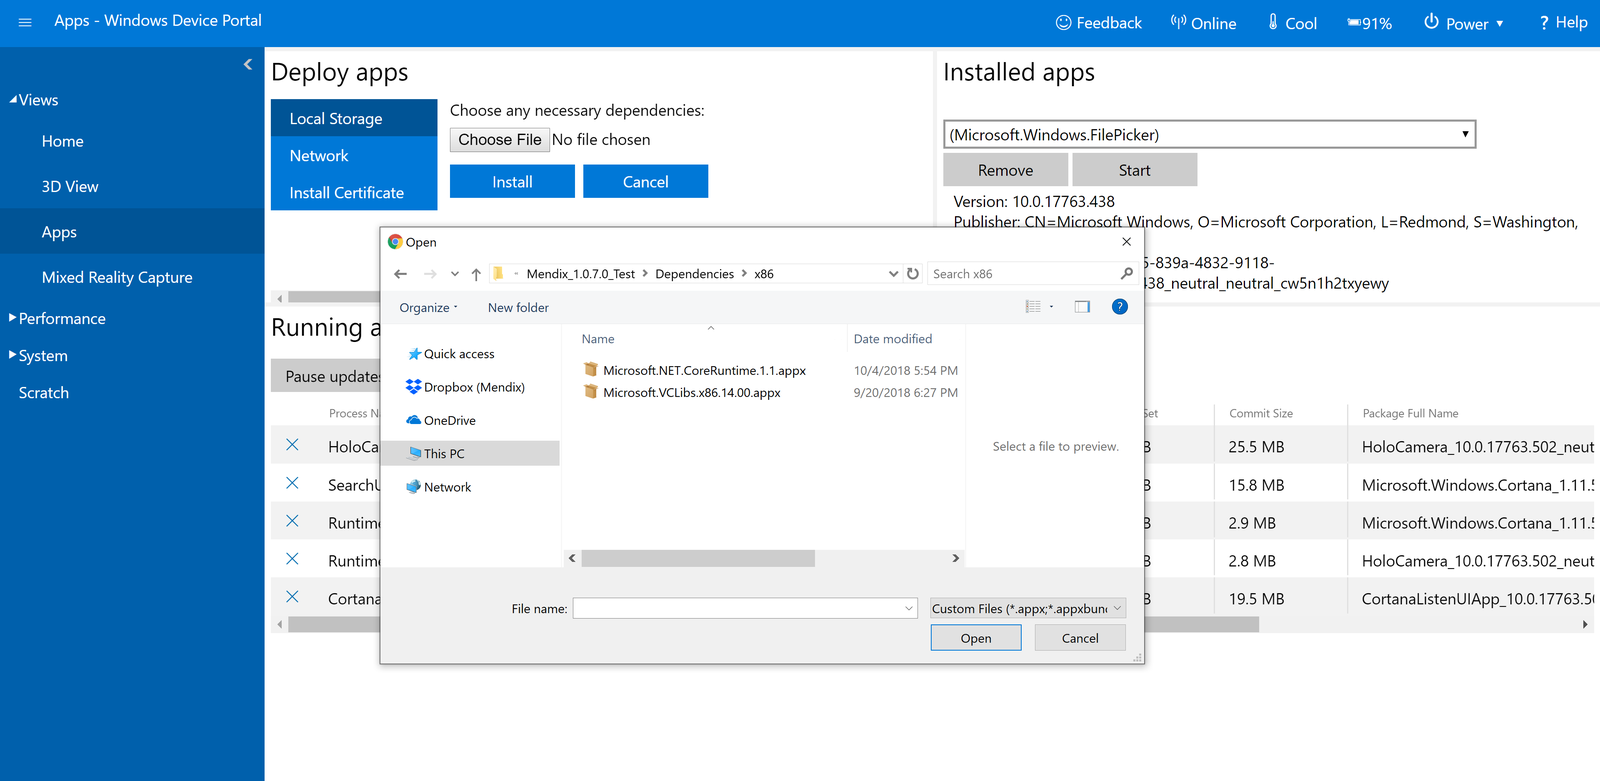 Apps - Windows Device Portal
Feedback
Online
Cool
91%
Power
? Help
Views
Home
3D View
Apps
Mixed Reality Capture
Performance
System
Scratch
Deploy apps
Local Storage
Network
Install Certificate
Choose any necessary dependencies:
Choose File No file chosen
Install
Cancel
Installed apps
(Microsoft.Windows.FilePicker)
Remove
Start
Version: 10.0.17763.438
Publisher: CN=Microsoft Windows, O=Microsoft Corporation, L=Redmond, S=Washington,
-839a-4832-9118-
438_neutral_neutral_cw5n1h2txyewy
Open
Mendix_1.0.7.0_Test > Dependencies > x86
Search x86
Organize
New folder
?
Quick access
Dropbox (Mendix)
OneDrive
This PC
Network
Name
Date modified
Microsoft.NET.CoreRuntime.1.1.appx 10/4/2018 5:54 PM
Microsoft.VCLibs.x86.14.00.appx 9/20/2018 6:27 PM
Select a file to preview.
File name:
Custom Files (*.appx;*.appxbun
Open
Cancel
Running a
Pause updates
Process N
Set
Commit Size
Package Full Name
HoloCa
B
25.5 MB
HoloCamera_10.0.17763.502_neut
SearchU
B
15.8 MB
Microsoft.Windows.Cortana_1.11.5
Runtime
B
2.9 MB
Microsoft.Windows.Cortana_1.11.5
Runtime
B
2.8 MB
HoloCamera_10.0.17763.502_neut
Cortana
B
19.5 MB
CortanaListenUIApp_10.0.17763.50